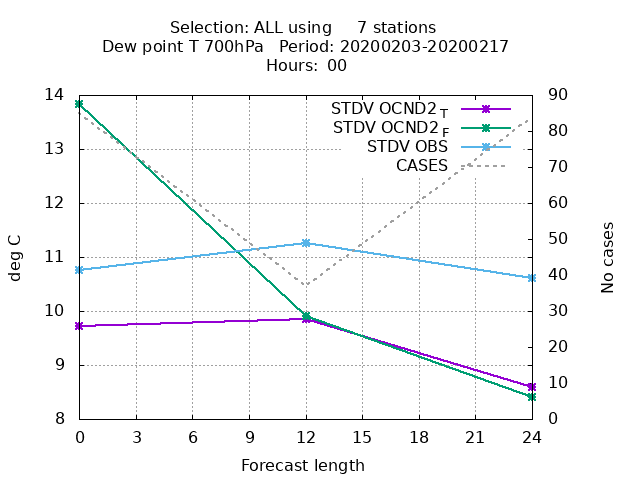 Selection: ALL using     7 stations
Dew point T 700hPa   Period: 20200203-20200217
Hours:  00
14
13
12
11
10
9
8
deg C
STDV OCND2 T
STDV OCND2 F
STDV OBS
CASES
90
80
70
60
50
40
30
20
10
0
No cases
0 3 6 9 12 15 18 21 24
Forecast length